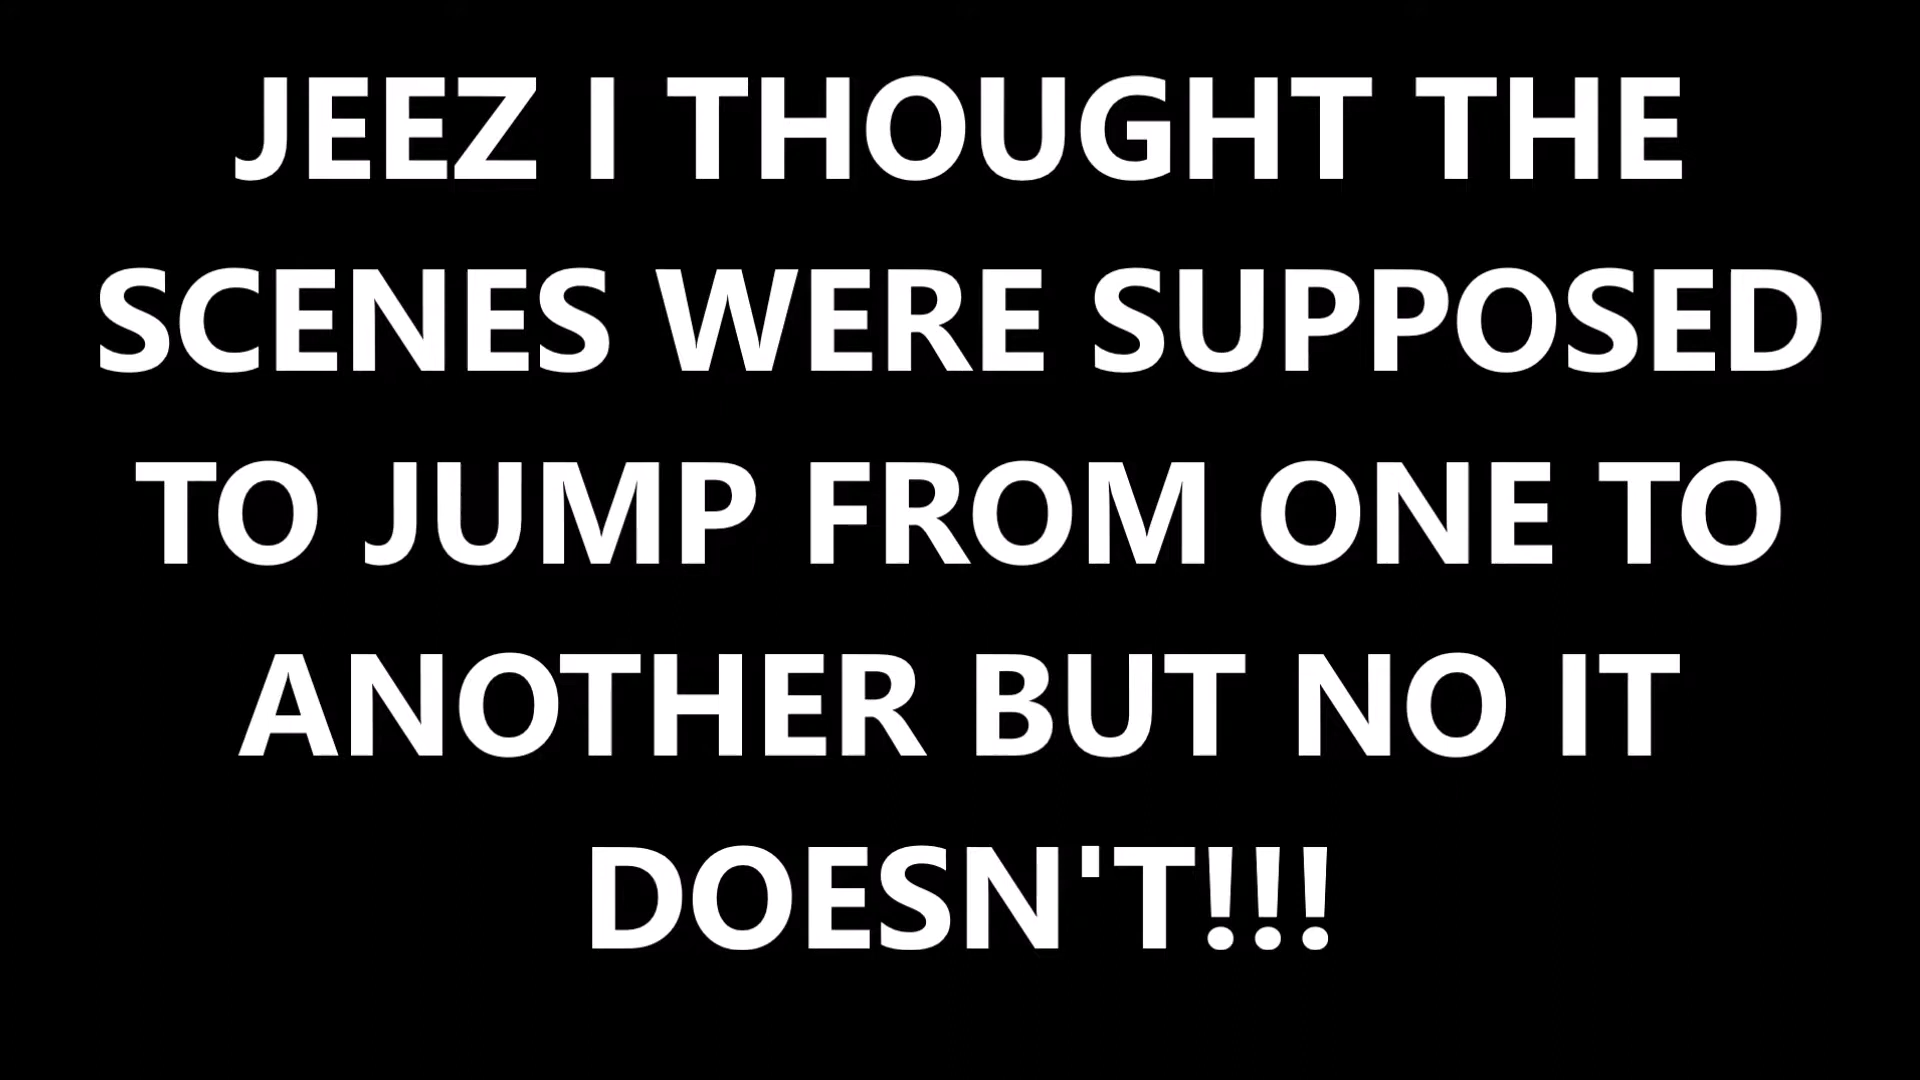 JEEZ I THOUGHT THE
SCENES WERE SUPPOSED
TO JUMP FROM ONE TO
ANOTHER BUT NO IT
DOESN'T!!!